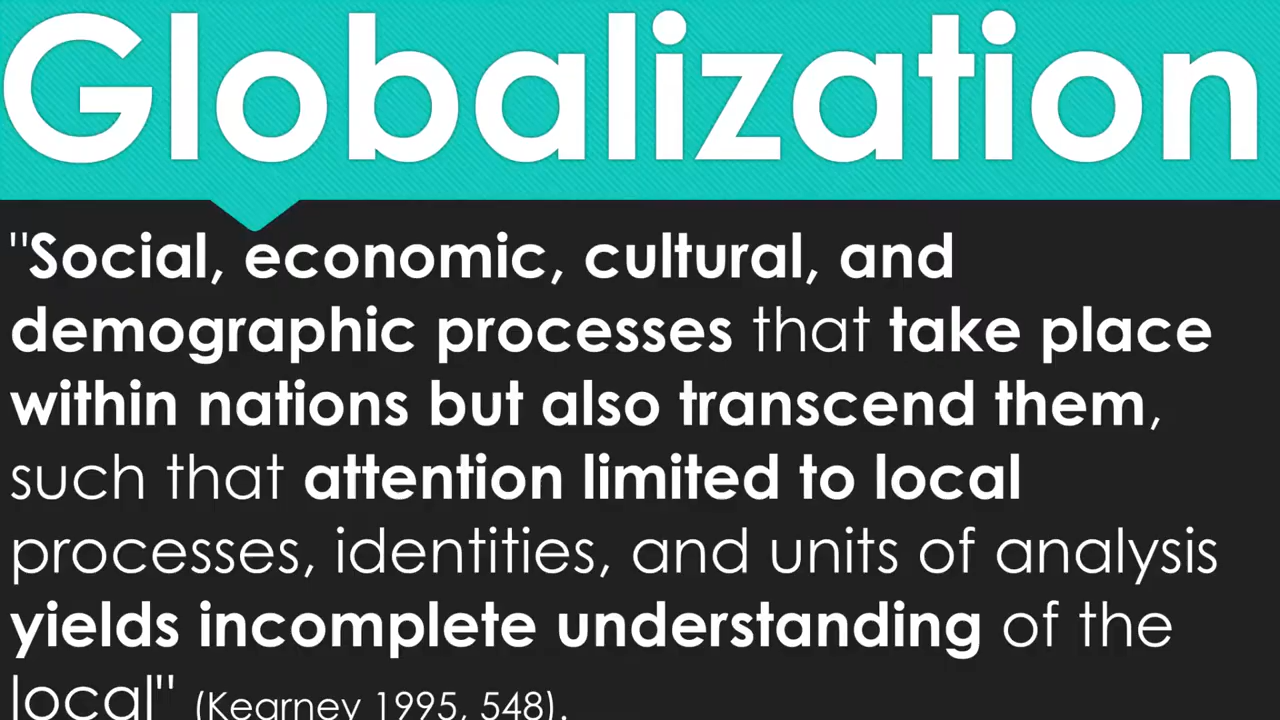 Globalization
"Social, economic, cultural, and
demographic processes that take place
within nations but also transcend them,
such that attention limited to local
processes, identities, and units of analysis
yields incomplete understanding of the
local" (Kearney 1995, 548).